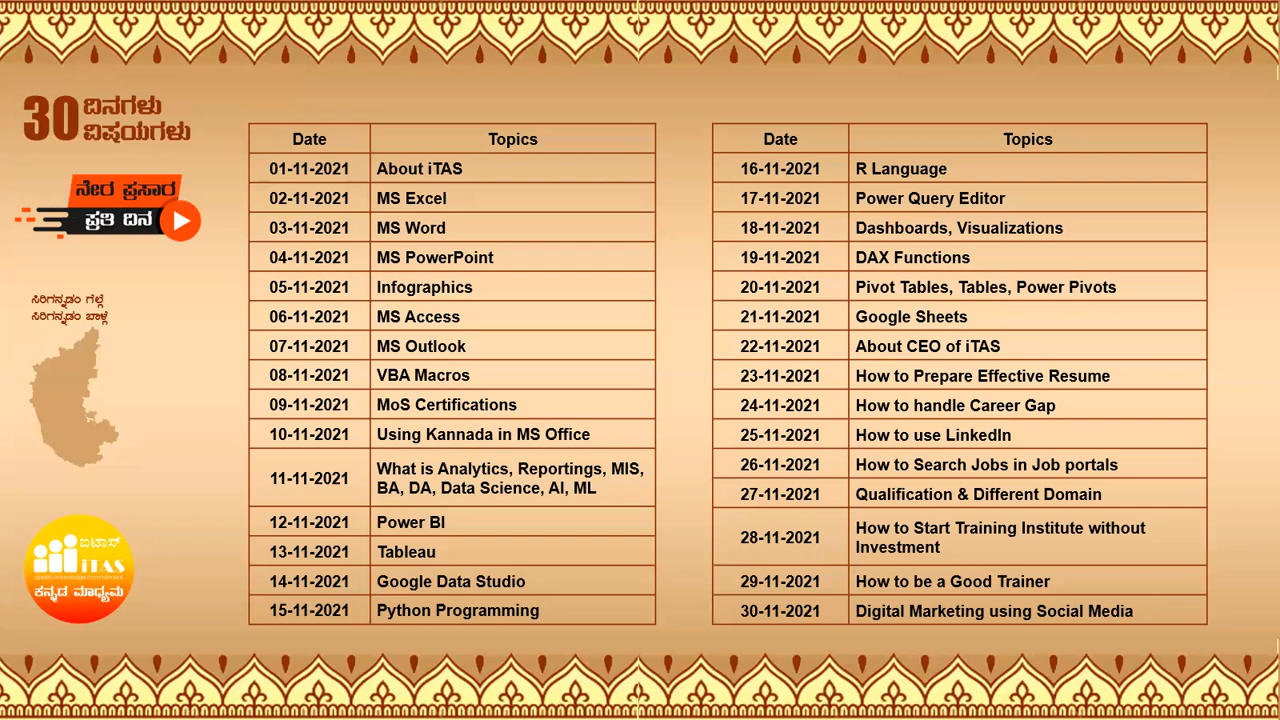 30 ದಿನಗಳು
ವಿಷಯಗಳು
ನೇರ ಪ್ರಸಾರ
ಪ್ರತಿ ದಿನ
ಸಿರಿಗನ್ನಡಂ ಗೆಲ್ಗೆ
ಸಿರಿಗನ್ನಡಂ ಬಾಳ್ಗೆ
ಐಟಾಸ್
iTAS
ಕನ್ನಡ ಮಾಧ್ಯಮ
Date Topics
01-11-2021 About iTAS
02-11-2021 MS Excel
03-11-2021 MS Word
04-11-2021 MS PowerPoint
05-11-2021 Infographics
06-11-2021 MS Access
07-11-2021 MS Outlook
08-11-2021 VBA Macros
09-11-2021 MoS Certifications
10-11-2021 Using Kannada in MS Office
11-11-2021 What is Analytics, Reportings, MIS,
BA, DA, Data Science, AI, ML
12-11-2021 Power BI
13-11-2021 Tableau
14-11-2021 Google Data Studio
15-11-2021 Python Programming
Date Topics
16-11-2021 R Language
17-11-2021 Power Query Editor
18-11-2021 Dashboards, Visualizations
19-11-2021 DAX Functions
20-11-2021 Pivot Tables, Tables, Power Pivots
21-11-2021 Google Sheets
22-11-2021 About CEO of iTAS
23-11-2021 How to Prepare Effective Resume
24-11-2021 How to handle Career Gap
25-11-2021 How to use LinkedIn
26-11-2021 How to Search Jobs in Job portals
27-11-2021 Qualification & Different Domain
28-11-2021 How to Start Training Institute without
Investment
29-11-2021 How to be a Good Trainer
30-11-2021 Digital Marketing using Social Media